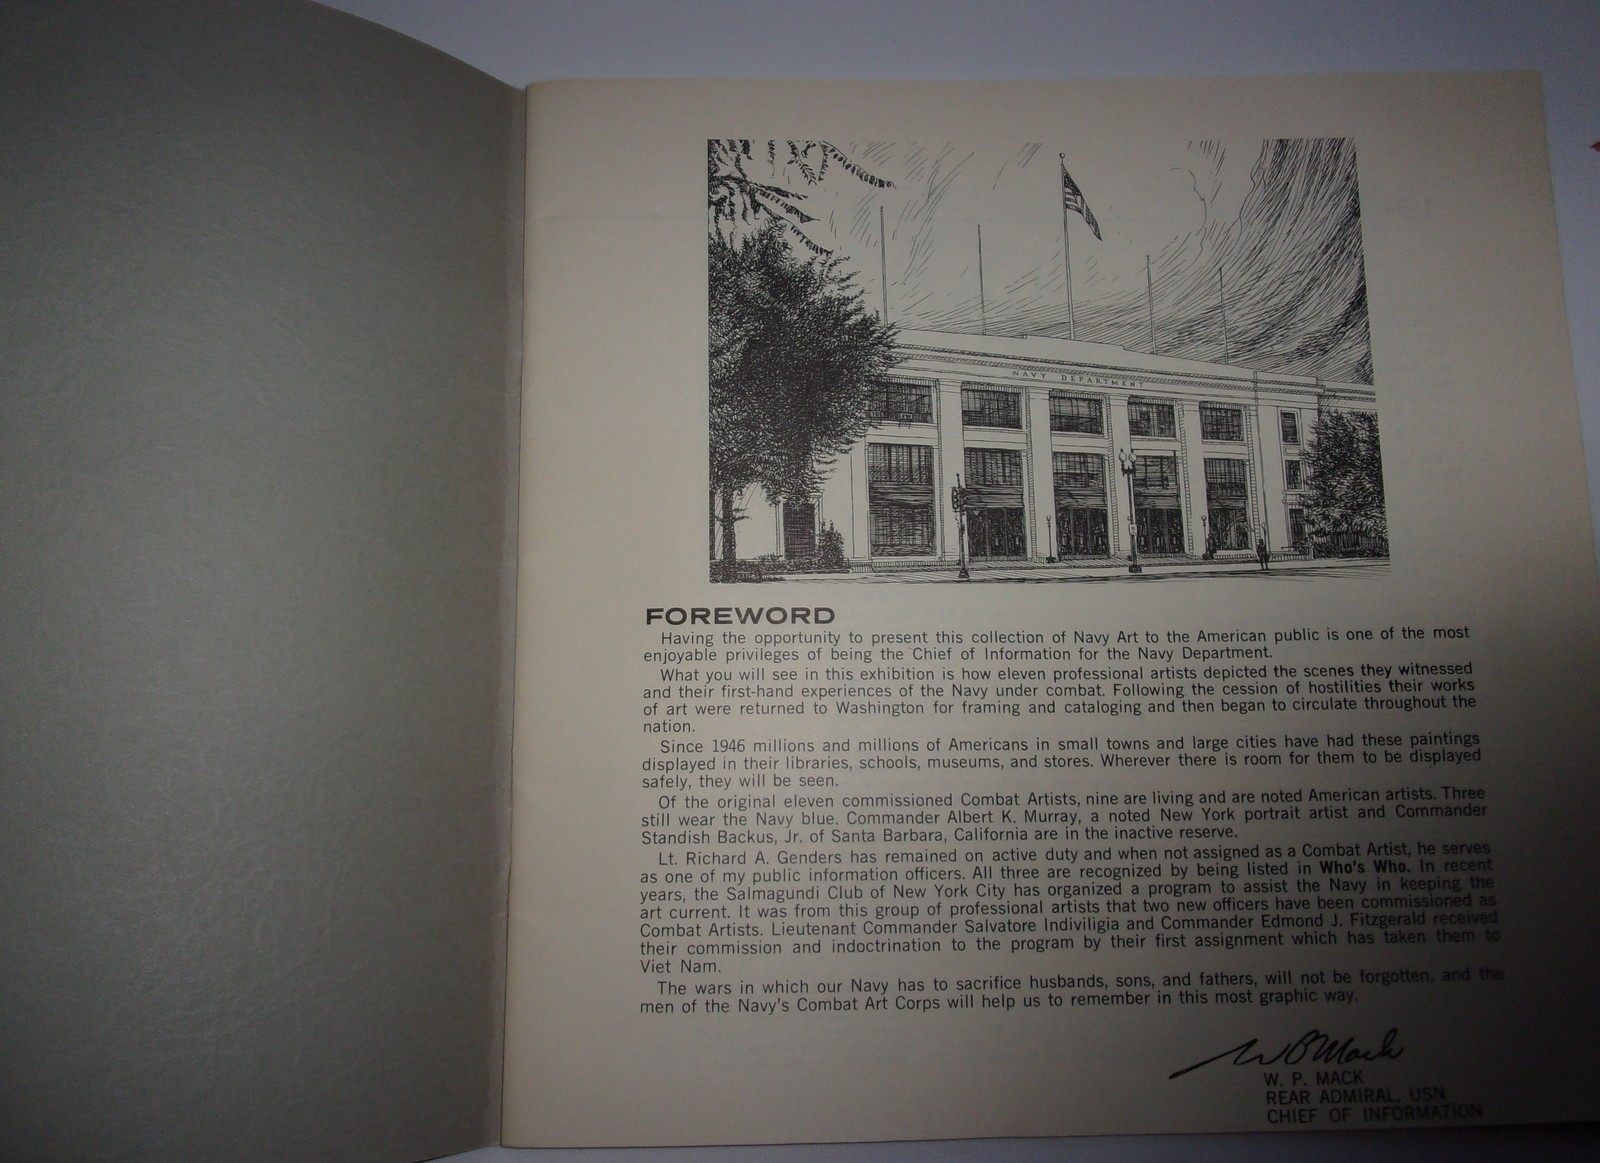 NAVY DEPARTMENT
FOREWORD
Having the opportunity to present this collection of Navy Art to the American public is one of the most
enjoyable privileges of being the Chief of Information for the Navy Department.
What you will see in this exhibition is how eleven professional artists depicted the scenes they witnessed
and their first-hand experiences of the Navy under combat. Following the cession of hostilities their works
of art were returned to Washington for framing and cataloging and then began to circulate throughout the
nation.
Since 1946 millions and millions of Americans in small towns and large cities have had these paintings
displayed in their libraries, schools, museums, and stores. Wherever there is room for them to be displayed
safely, they will be seen.
Of the original eleven commissioned Combat Artists, nine are living and are noted American artists. Three
still wear the Navy blue. Commander Albert K. Murray, a noted New York portrait artist and Commander
Standish Backus, Jr. of Santa Barbara, California are in the inactive reserve.
Lt. Richard A. Genders has remained on active duty and when not assigned as a Combat Artist, he serves
as one of my public information officers. All three are recognized by being listed in Who's Who. In recent
years, the Salmagundi Club of New York City has organized a program to assist the Navy in keeping the
art current. It was from this group of professional artists that two new officers have been commissioned as
Combat Artists. Lieutenant Commander Salvatore Indiviligia and Commander Edmond J. Fitzgerald received
their commission and indoctrination to the program by their first assignment which has taken them to
Viet Nam.
The wars in which our Navy has to sacrifice husbands, sons, and fathers, will not be forgotten, and the
men of the Navy's Combat Art Corps will help us to remember in this most graphic way.
W P Mack
W. P. MACK
REAR ADMIRAL, USN
CHIEF OF INFORMATION